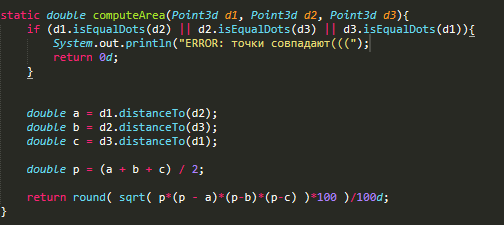 static double computeArea(Point3d d1, Point3d d2, Point3d d3){
if (d1.isEqualDots(d2) || d2.isEqualDots(d3) || d3.isEqualDots(d1)){
System.out.println("ERROR: точки совпадают(((");
return 0d;
}
double a = d1.distanceTo(d2);
double b = d2.distanceTo(d3);
double c = d3.distanceTo(d1);
double p = (a + b + c) / 2;
return round( sqrt( p*(p - a)*(p-b)*(p-c) )*100 )/100d;
}